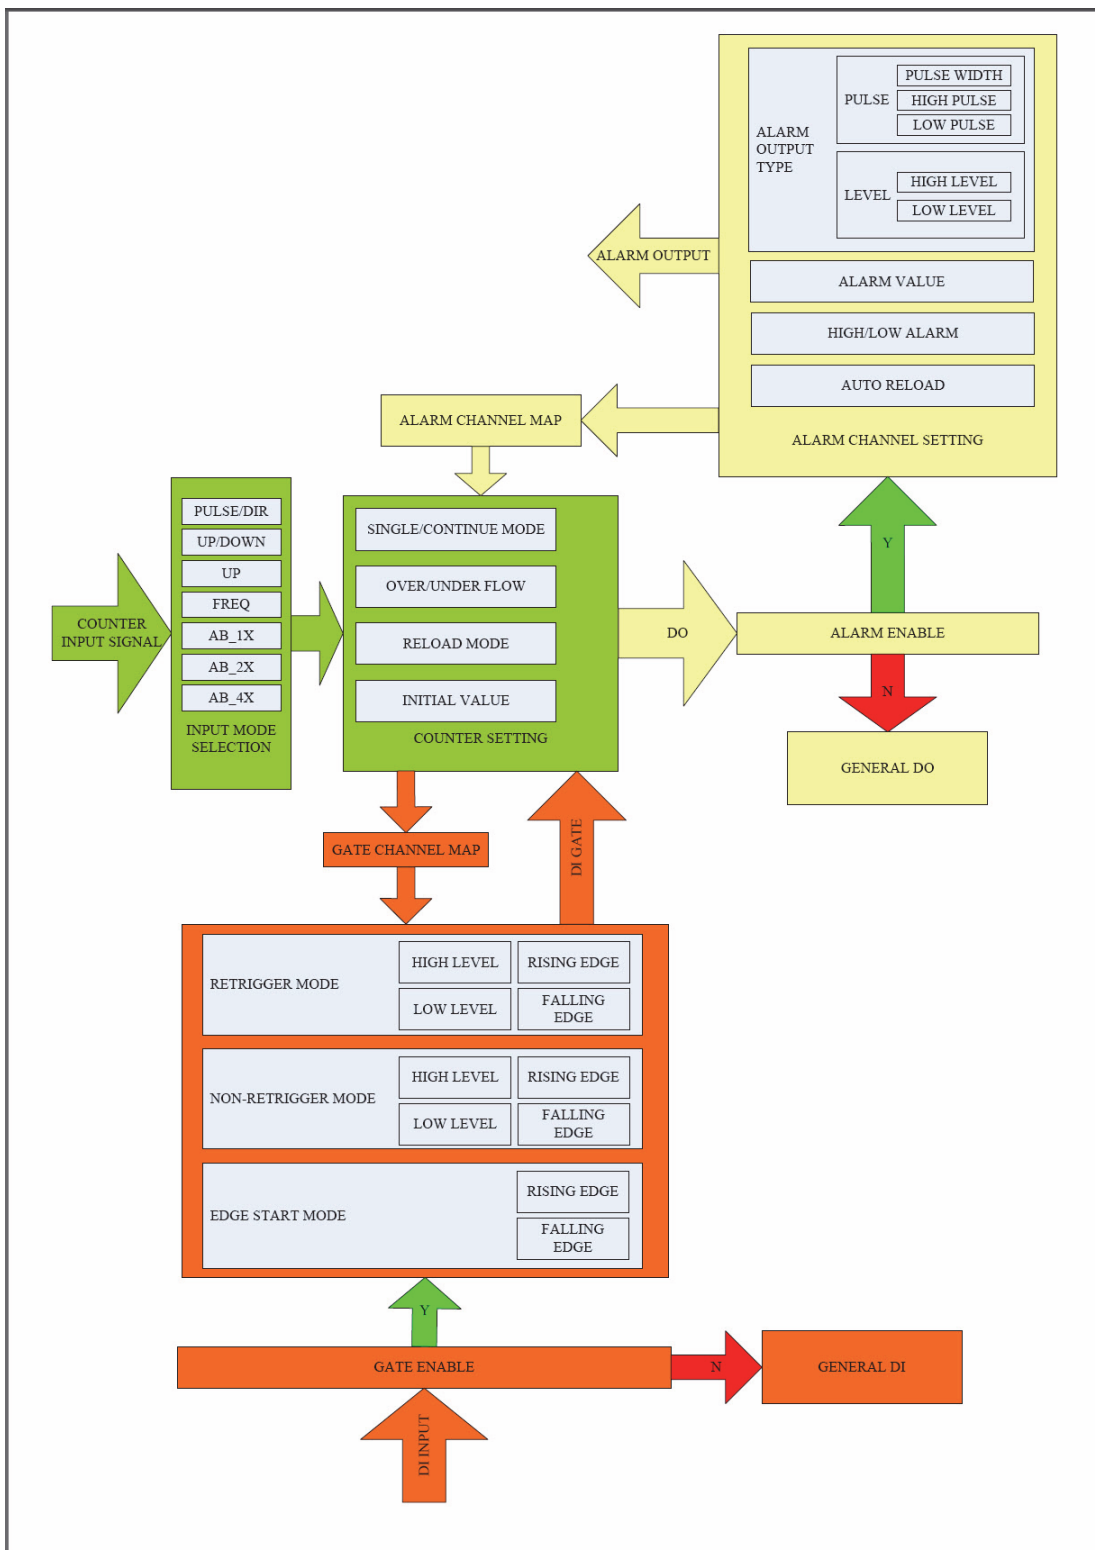 PULSE WIDTH
PULSE
HIGH PULSE
LOW PULSE
ALARM
OUTPUT
TYPE
HIGH LEVEL
LEVEL
LOW LEVEL
ALARM OUTPUT
ALARM VALUE
HIGH/LOW ALARM
AUTO RELOAD
ALARM CHANNEL SETTING
ALARM CHANNEL MAP
PULSE/DIR
UP/DOWN
UP
FREQ
AB_1X
AB_2X
AB_4X
INPUT MODE
SELECTION
COUNTER
INPUT SIGNAL
SINGLE/CONTINUE MODE
OVER/UNDER FLOW
RELOAD MODE
INITIAL VALUE
COUNTER SETTING
DO
Y
ALARM ENABLE
N
GENERAL DO
GATE CHANNEL MAP
DI GATE
RETRIGGER MODE
HIGH LEVEL
RISING EDGE
LOW LEVEL
FALLING
EDGE
NON-RETRIGGER MODE
HIGH LEVEL
RISING EDGE
LOW LEVEL
FALLING
EDGE
EDGE START MODE
RISING EDGE
FALLING
EDGE
Y
GATE ENABLE
N
GENERAL DI
DI INPUT